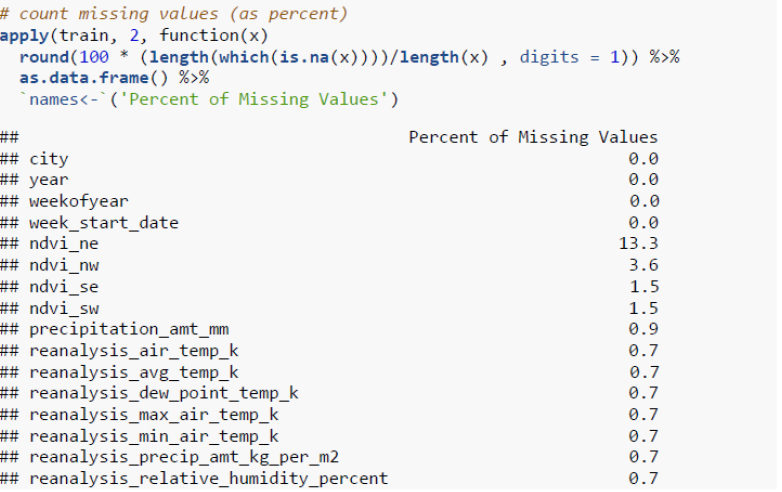 # count missing values (as percent)
apply(train, 2, function(x)
  round(100 * (length(which(is.na(x))))/length(x) , digits = 1)) %>%
  as.data.frame() %>%
  `names<-`('Percent of Missing Values')
##                                       Percent of Missing Values
## city                                                        0.0
## year                                                        0.0
## weekofyear                                                  0.0
## week_start_date                                             0.0
## ndvi_ne                                                    13.3
## ndvi_nw                                                     3.6
## ndvi_se                                                     1.5
## ndvi_sw                                                     1.5
## precipitation_amt_mm                                        0.9
## reanalysis_air_temp_k                                       0.7
## reanalysis_avg_temp_k                                       0.7
## reanalysis_dew_point_temp_k                                 0.7
## reanalysis_max_air_temp_k                                   0.7
## reanalysis_min_air_temp_k                                   0.7
## reanalysis_precip_amt_kg_per_m2                             0.7
## reanalysis_relative_humidity_percent                        0.7